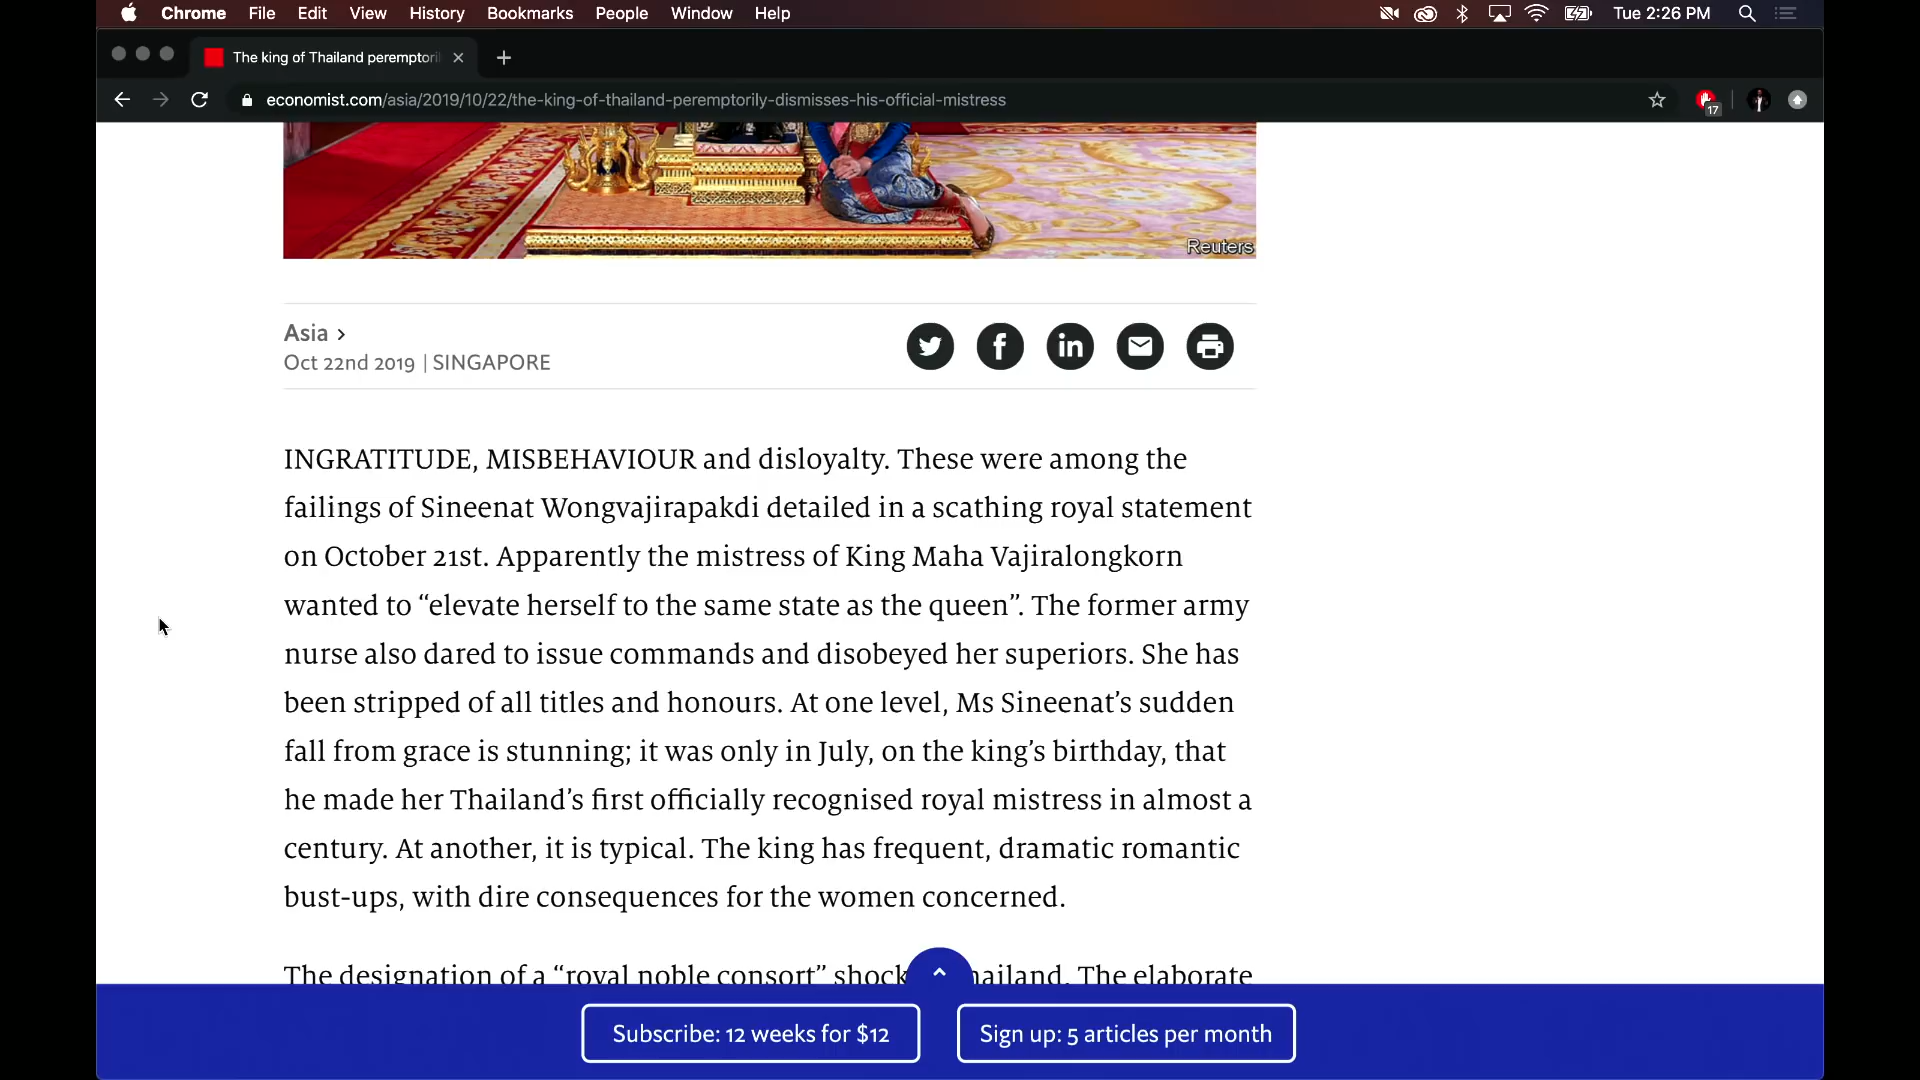 Chrome File Edit View History Bookmarks People Window Help Tue 2:26 PM
The king of Thailand peremptori
economist.com/asia/2019/10/22/the-king-of-thailand-peremptorily-dismisses-his-official-mistress
17
Reuters
Asia
Oct 22nd 2019 | SINGAPORE
INGRATITUDE, MISBEHAVIOUR and disloyalty. These were among the
failings of Sineenat Wongvajirapakdi detailed in a scathing royal statement
on October 21st. Apparently the mistress of King Maha Vajiralongkorn
wanted to “elevate herself to the same state as the queen”. The former army
nurse also dared to issue commands and disobeyed her superiors. She has
been stripped of all titles and honours. At one level, Ms Sineenat’s sudden
fall from grace is stunning; it was only in July, on the king’s birthday, that
he made her Thailand’s first officially recognised royal mistress in almost a
century. At another, it is typical. The king has frequent, dramatic romantic
bust-ups, with dire consequences for the women concerned.
The designation of a “royal noble consort” shock hailand. The elaborate
Subscribe: 12 weeks for $12
Sign up: 5 articles per month